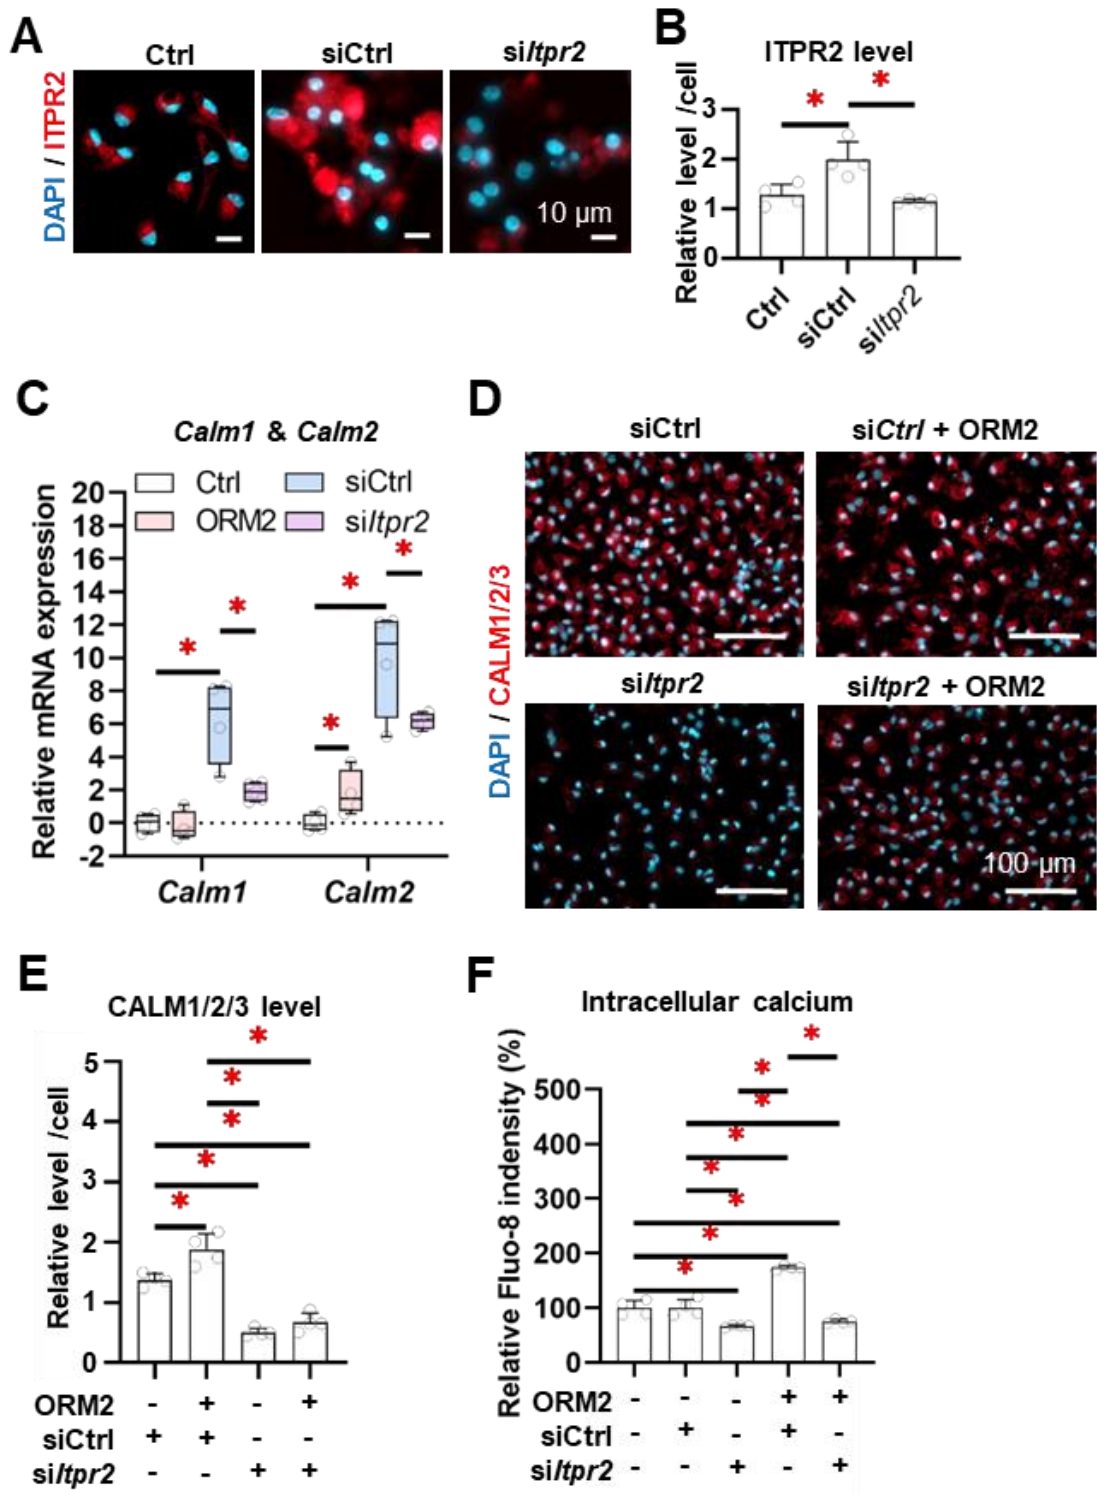 A
Ctrl
siCtrl
siItpr2
DAPI / ITPR2
10 μm
B
ITPR2 level
Relative level /cell
3
2
1
0
*
*
Ctrl
siCtrl
siItpr2
C
Calm1 & Calm2
Ctrl
siCtrl
ORM2
siItpr2
Relative mRNA expression
20
18
16
14
12
10
8
6
4
2
0
-2
*
*
*
*
*
Calm1
Calm2
D
siCtrl
siCtrl + ORM2
DAPI / CALM1/2/3
siItpr2
siItpr2 + ORM2
100 μm
E
CALM1/2/3 level
Relative level /cell
5
4
3
2
1
0
*
*
*
*
*
ORM2 - + - +
siCtrl + + - -
siItpr2 - - + +
F
Intracellular calcium
Relative Fluo-8 indensity (%)
500
400
300
200
100
0
*
*
*
*
*
*
*
*
ORM2 - - - + +
siCtrl - + - + -
siItpr2 - - + - +